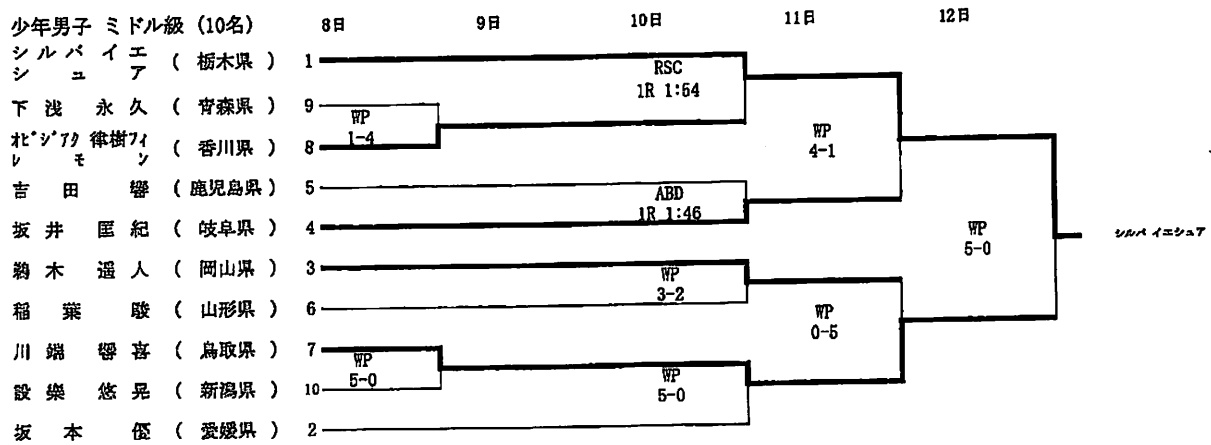 少年男子 ミドル級 (10名) 8日 9日 10日 11日 12日
シルバイエシュア ( 栃木県 ) 1
RSC
1R 1:54
下浅 永久 ( 青森県 ) 9
WP
1-4
オビジアク 律樹フィレモン ( 香川県 ) 8
WP
4-1
吉田 響 ( 鹿児島県 ) 5
ABD
1R 1:46
坂井 匡紀 ( 岐阜県 ) 4
WP
5-0
シルバ イエシュア
鵜木 遥人 ( 岡山県 ) 3
WP
3-2
稲葉 駿 ( 山形県 ) 6
WP
0-5
川端 響喜 ( 鳥取県 ) 7
WP
5-0
設樂 悠晃 ( 新潟県 ) 10
WP
5-0
坂本 優 ( 愛媛県 ) 2